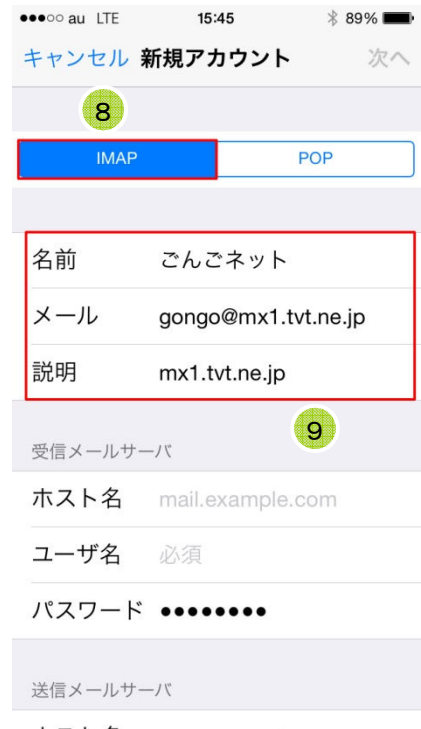 au LTE 15:45 89%
キャンセル 新規アカウント 次へ
8
IMAP POP
名前 ごんごネット
メール gongo@mx1.tvt.ne.jp
説明 mx1.tvt.ne.jp
9
受信メールサーバ
ホスト名 mail.example.com
ユーザ名 必須
パスワード ●●●●●●●●
送信メールサーバ